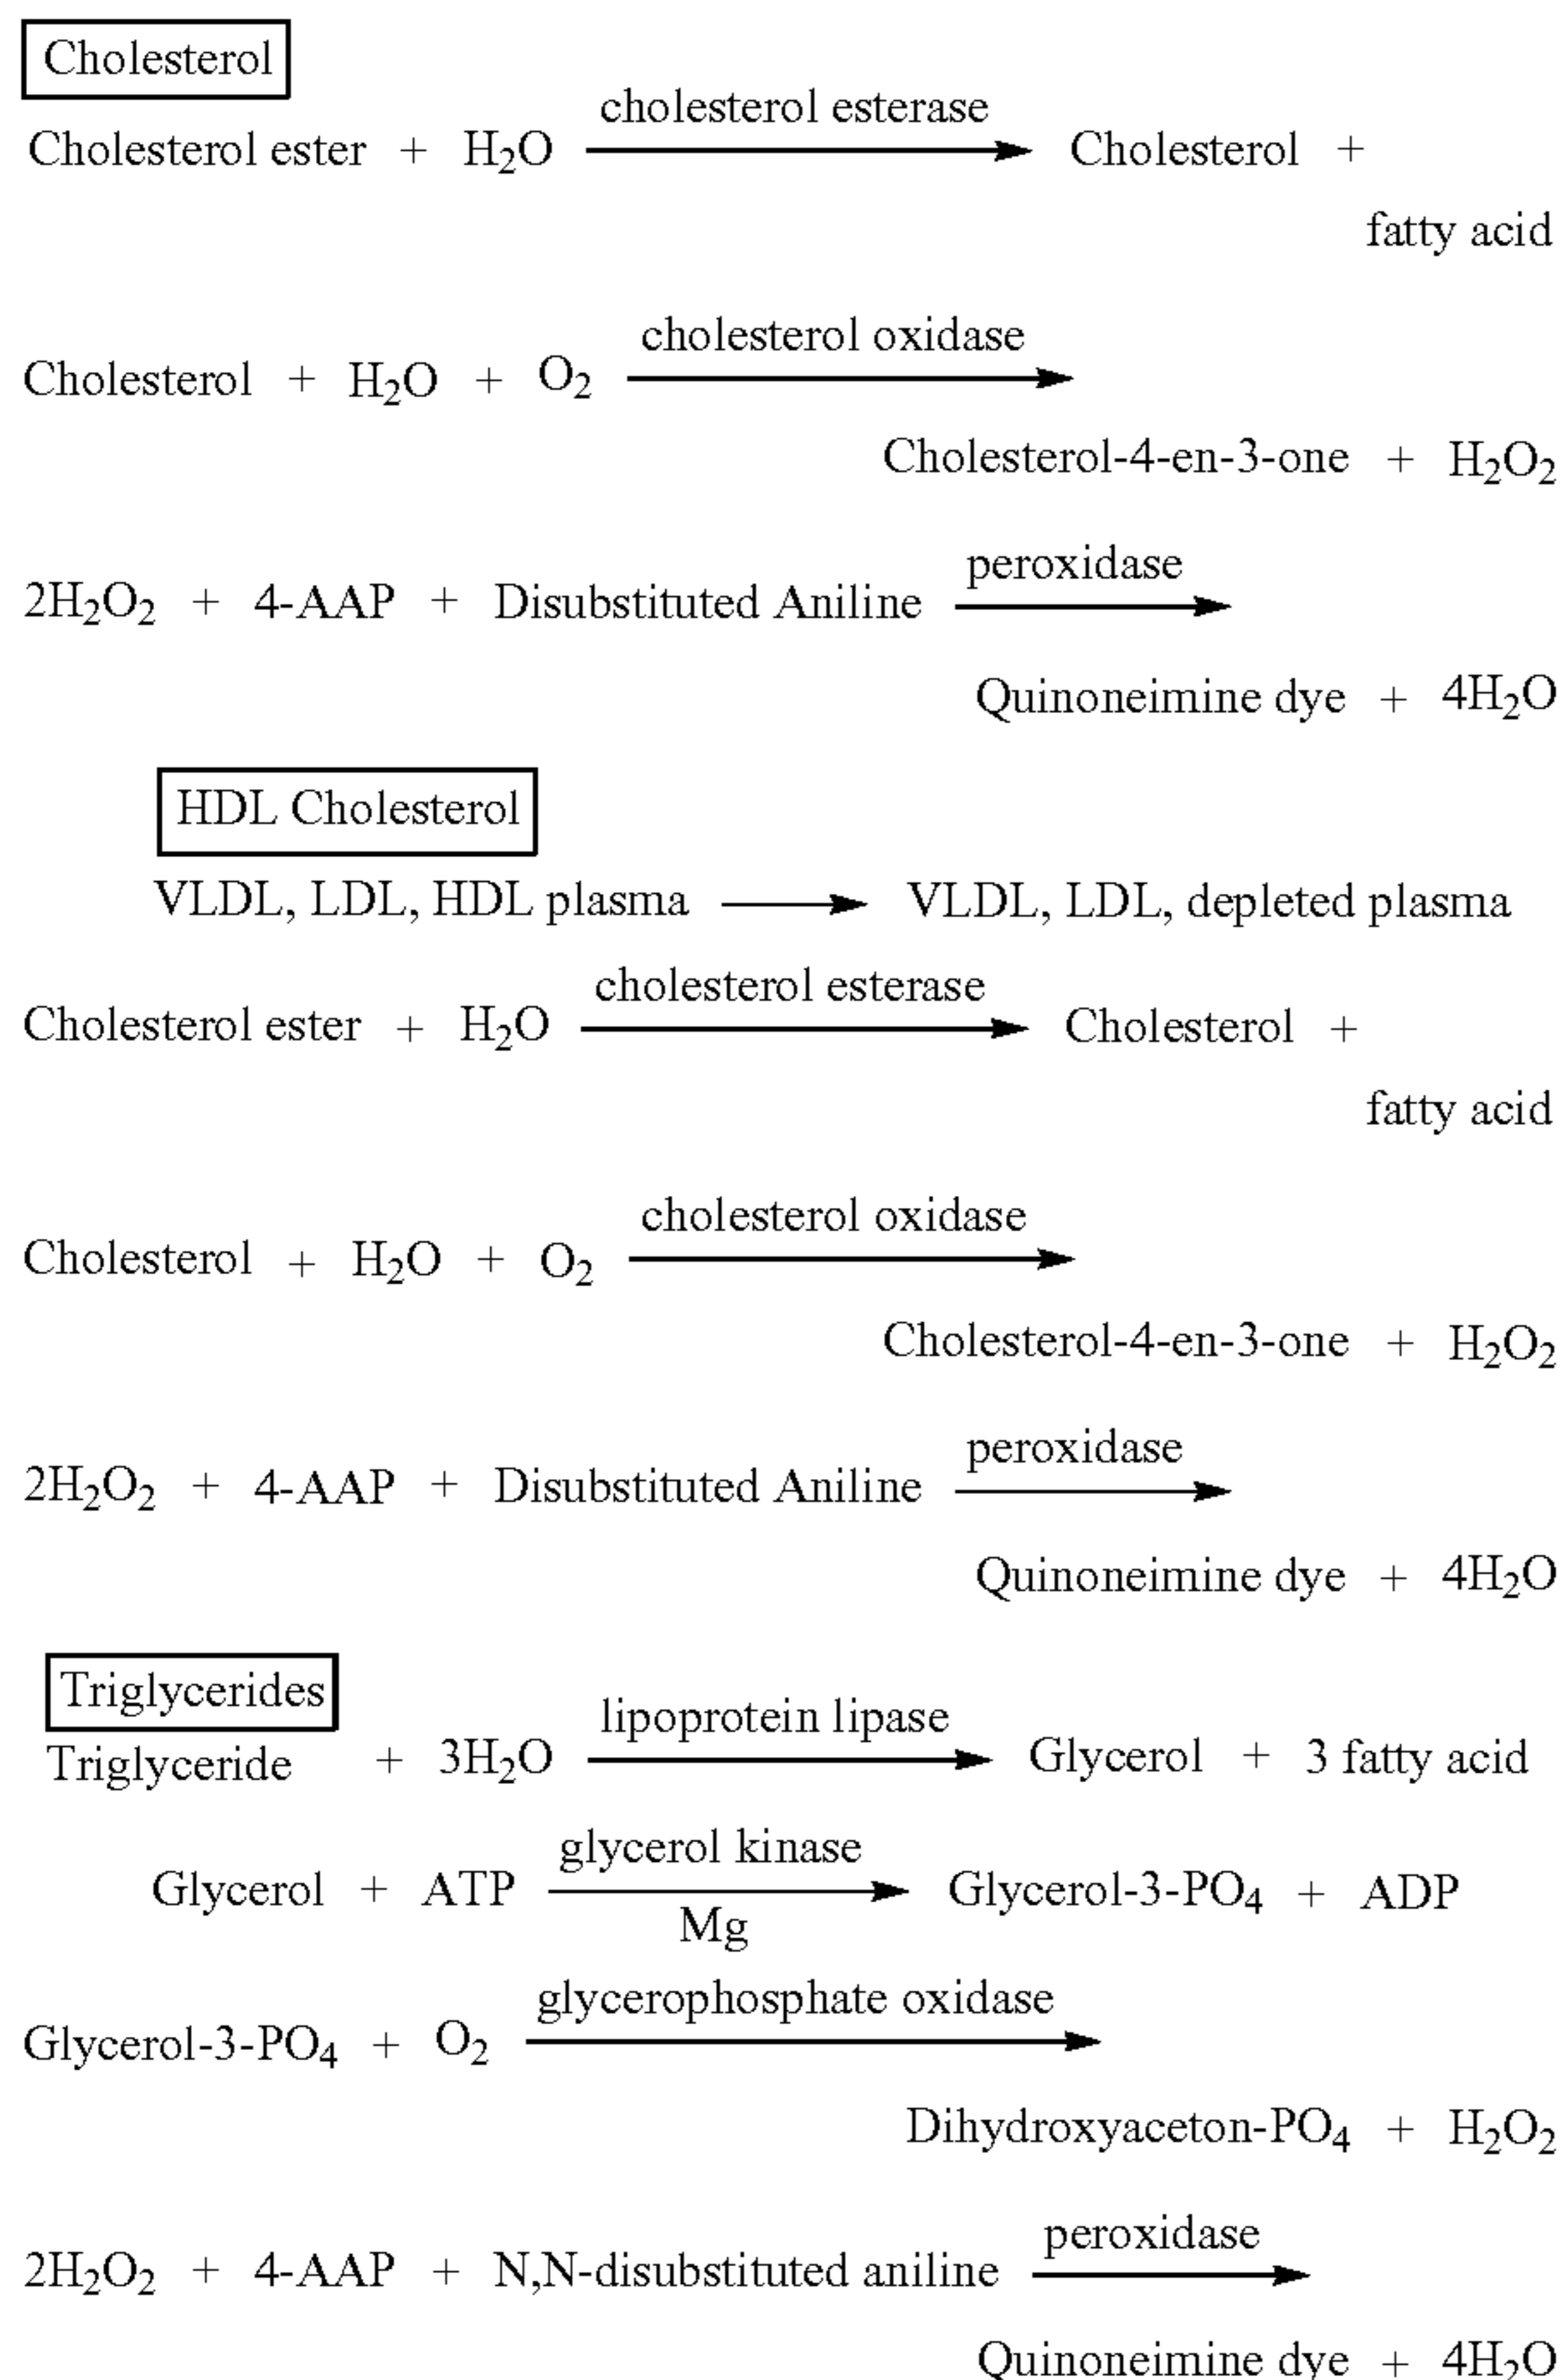 Cholesterol
cholesterol esterase
Cholesterol ester + H₂O Cholesterol +
fatty acid
cholesterol oxidase
Cholesterol + H₂O + O₂
Cholesterol-4-en-3-one + H₂O₂
peroxidase
2H₂O₂ + 4-AAP + Disubstituted Aniline
Quinoneimine dye + 4H₂O
HDL Cholesterol
VLDL, LDL, HDL plasma VLDL, LDL, depleted plasma
cholesterol esterase
Cholesterol ester + H₂O Cholesterol +
fatty acid
cholesterol oxidase
Cholesterol + H₂O + O₂
Cholesterol-4-en-3-one + H₂O₂
peroxidase
2H₂O₂ + 4-AAP + Disubstituted Aniline
Quinoneimine dye + 4H₂O
Triglycerides
lipoprotein lipase
Triglyceride + 3H₂O Glycerol + 3 fatty acid
glycerol kinase
Glycerol + ATP Glycerol-3-PO₄ + ADP
Mg
glycerophosphate oxidase
Glycerol-3-PO₄ + O₂
Dihydroxyaceton-PO₄ + H₂O₂
peroxidase
2H₂O₂ + 4-AAP + N,N-disubstituted aniline
Quinoneimine dye + 4H₂O